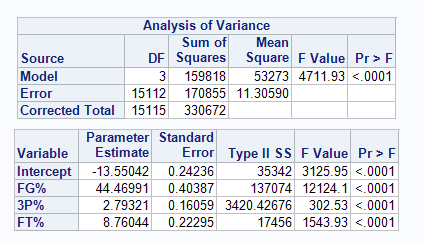 Analysis of Variance
Source DF Sum of Squares Mean Square F Value Pr > F
Model 3 159818 53273 4711.93 <.0001
Error 15112 170855 11.30590
Corrected Total 15115 330672
Variable Parameter Estimate Standard Error Type II SS F Value Pr > F
Intercept -13.55042 0.24236 35342 3125.95 <.0001
FG% 44.46991 0.40387 137074 12124.1 <.0001
3P% 2.79321 0.16059 3420.42676 302.53 <.0001
FT% 8.76044 0.22295 17456 1543.93 <.0001